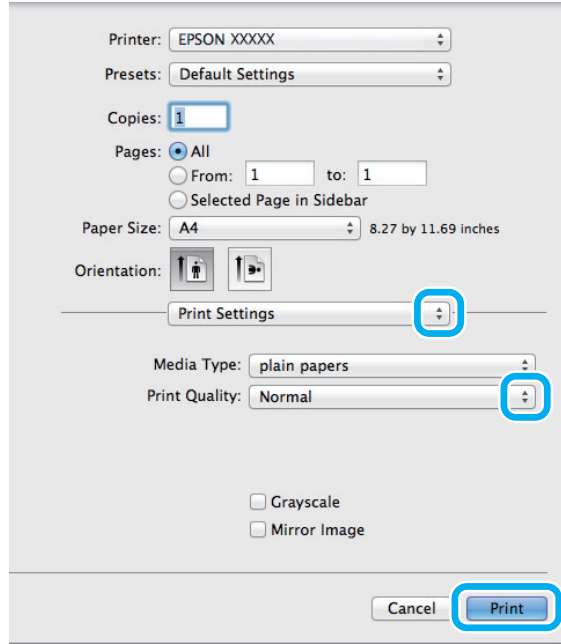 Printer: EPSON XXXXX
Presets: Default Settings
Copies: 1
Pages: All
From: 1 to: 1
Selected Page in Sidebar
Paper Size: A4 8.27 by 11.69 inches
Orientation:
Print Settings
Media Type: plain papers
Print Quality: Normal
Grayscale
Mirror Image
Cancel Print